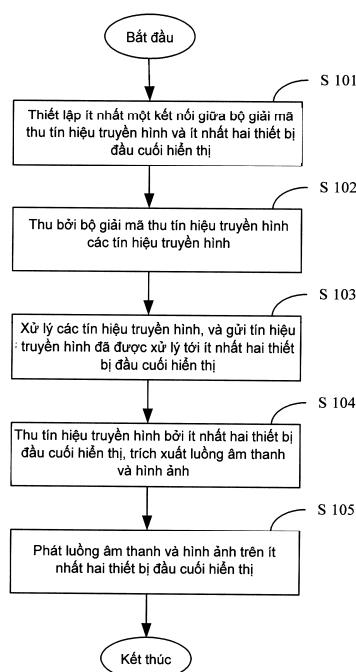 Bắt đầu
S 101
Thiết lập ít nhất một kết nối giữa bộ giải mã
thu tín hiệu truyền hình và ít nhất hai thiết bị
đầu cuối hiển thị
S 102
Thu bởi bộ giải mã thu tín hiệu truyền hình
các tín hiệu truyền hình
S 103
Xử lý các tín hiệu truyền hình, và gửi tín hiệu
truyền hình đã được xử lý tới ít nhất hai thiết
bị đầu cuối hiển thị
S 104
Thu tín hiệu truyền hình bởi ít nhất hai thiết bị
đầu cuối hiển thị, trích xuất luồng âm thanh
và hình ảnh
S 105
Phát luồng âm thanh và hình ảnh trên ít
nhất hai thiết bị đầu cuối hiển thị
Kết thúc